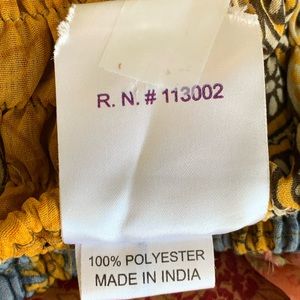 R. N. # 113002
100% POLYESTER
MADE IN INDIA